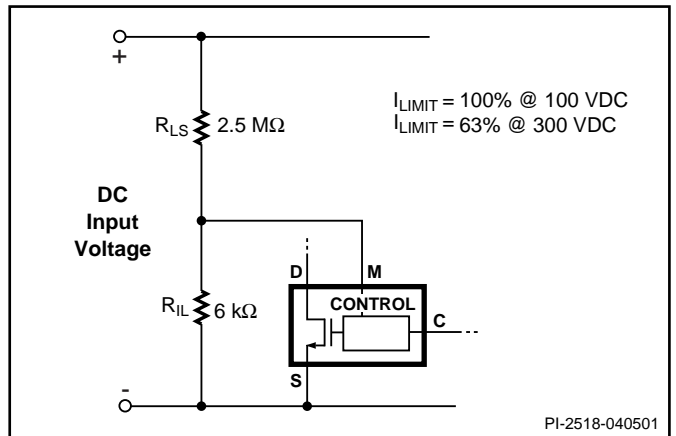 +
I_LIMIT = 100% @ 100 VDC
I_LIMIT = 63% @ 300 VDC
R_LS 2.5 MΩ
DC
Input
Voltage
D M
CONTROL
R_IL 6 kΩ
C
S
-
PI-2518-040501